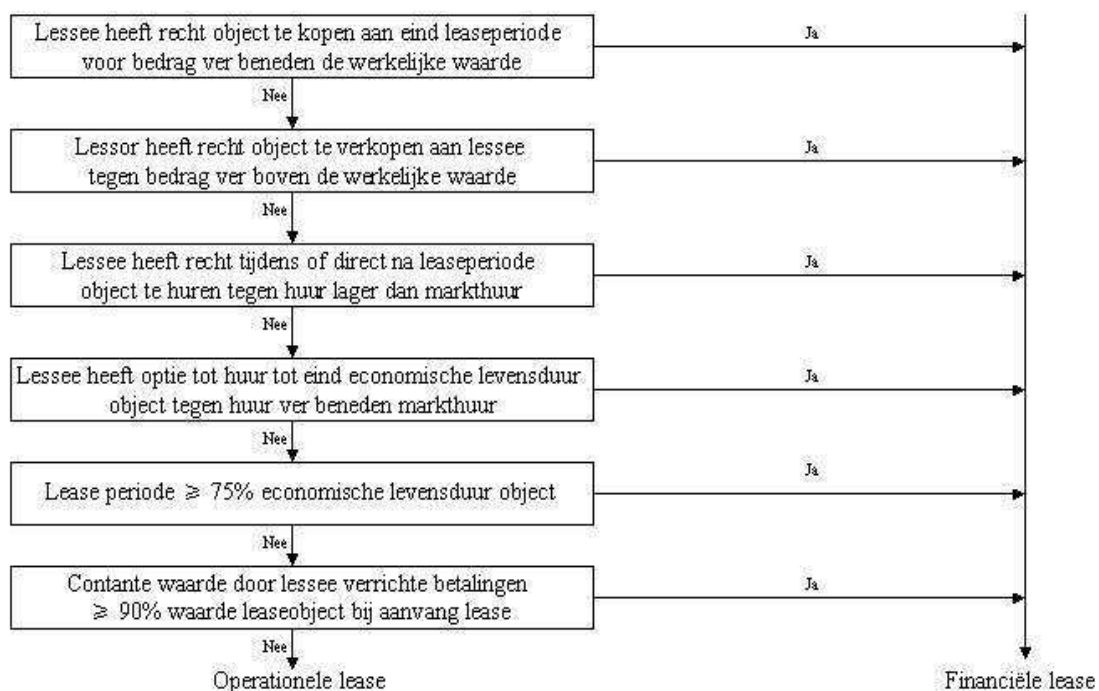 Lessee heeft recht object te kopen aan eind leaseperiode
voor bedrag ver beneden de werkelijke waarde
Ja
Nee
Lessor heeft recht object te verkopen aan lessee
tegen bedrag ver boven de werkelijke waarde
Ja
Nee
Lessee heeft recht tijdens of direct na leaseperiode
object te huren tegen huur lager dan markthuur
Ja
Nee
Lessee heeft optie tot huur tot eind economische levensduur
object tegen huur ver beneden markthuur
Ja
Nee
Lease periode ≥ 75% economische levensduur object
Ja
Nee
Contante waarde door lessee verrichte betalingen
≥ 90% waarde leaseobject bij aanvang lease
Ja
Nee
Operationele lease
Financiële lease